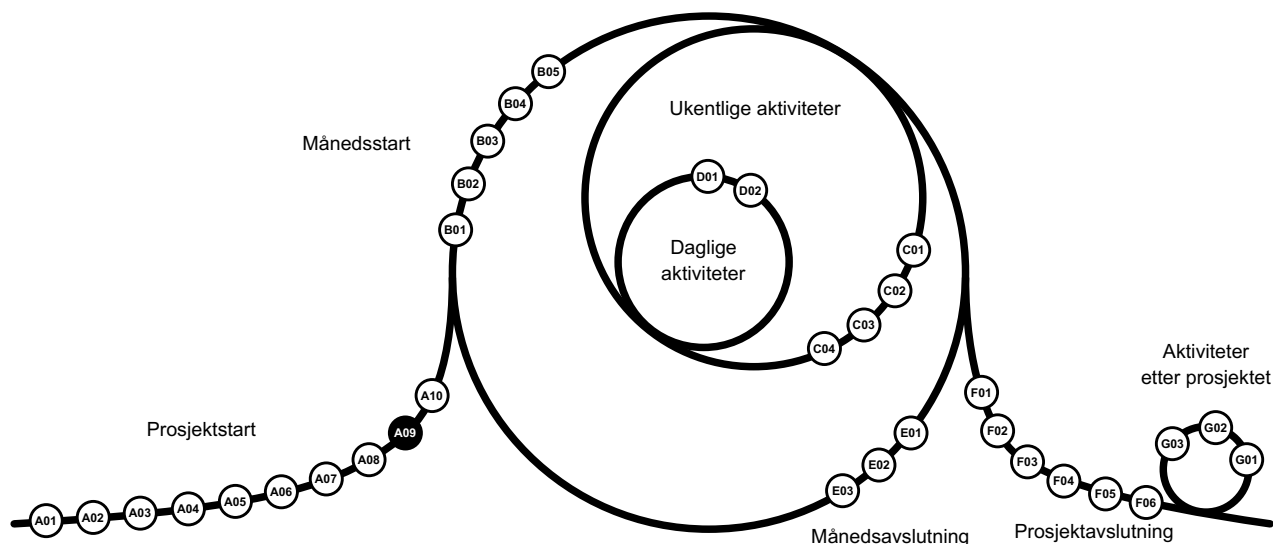 B05
B04
Ukentlige aktiviteter
Månedsstart
B03
B02
D01
D02
B01
Daglige
aktiviteter
C01
C02
C03
C04
Aktiviteter
etter prosjektet
A10
F01
Prosjektstart
A09
E01
F02
G02
G03
G01
A08
E02
F03
A07
F04
A06
E03
F05
A05
F06
A04
A03
A02
A01
Månedsavslutning
Prosjektavslutning